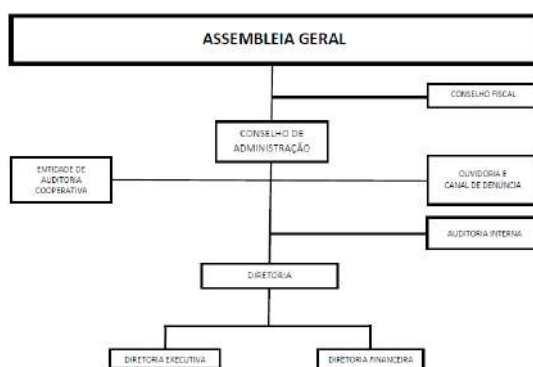 ASSEMBLEIA GERAL
CONSELHO FISCAL
CONSELHO DE
ADMINISTRAÇÃO
ENTIDADE DE
AUDITORIA
COOPERATIVA
OUVIDORIA E
CANAL DE DENÚNCIA
AUDITORIA INTERNA
DIRETORIA
DIRETORIA EXECUTIVA
DIRETORIA FINANCEIRA